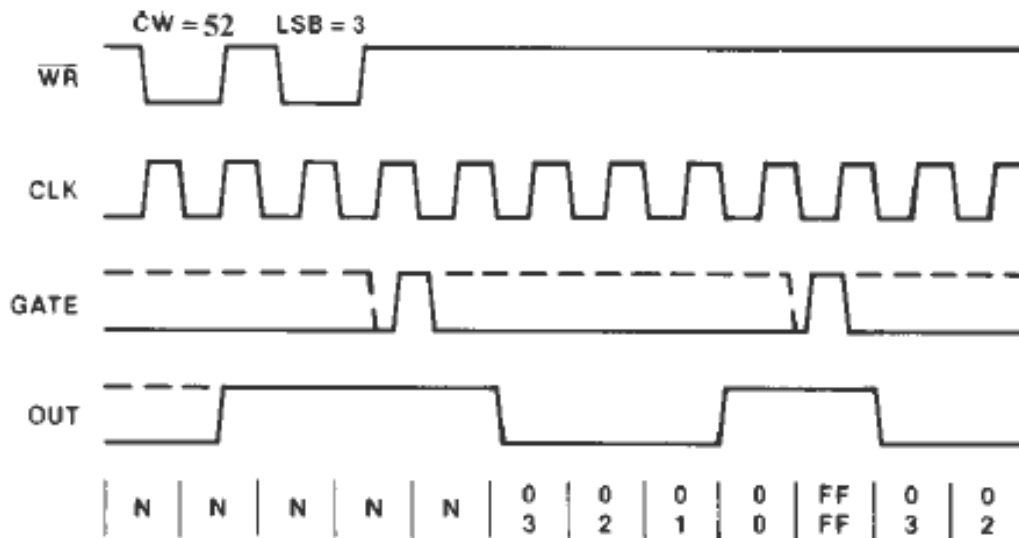 CW = 52 LSB = 3
WR
CLK
GATE
OUT
N N N N N 0 0 0 0 FF 0 0
3 2 1 0 FF 3 2